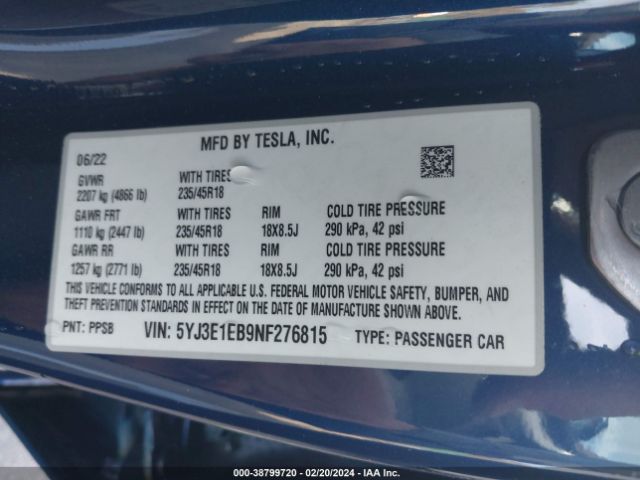 MFD BY TESLA, INC.
06/22
GVWR WITH TIRES
2207 kg (4866 lb) 235/45R18
GAWR FRT WITH TIRES RIM COLD TIRE PRESSURE
1110 kg (2447 lb) 235/45R18 18X8.5J 290 kPa, 42 psi
GAWR RR WITH TIRES RIM COLD TIRE PRESSURE
1257 kg (2771 lb) 235/45R18 18X8.5J 290 kPa, 42 psi
THIS VEHICLE CONFORMS TO ALL APPLICABLE U.S. FEDERAL MOTOR VEHICLE SAFETY, BUMPER, AND
THEFT PREVENTION STANDARDS IN EFFECT ON THE DATE OF MANUFACTURE SHOWN ABOVE.
PNT: PPSB VIN: 5YJ3E1EB9NF276815 TYPE: PASSENGER CAR
000-38799720 - 02/20/2024 - IAA Inc.